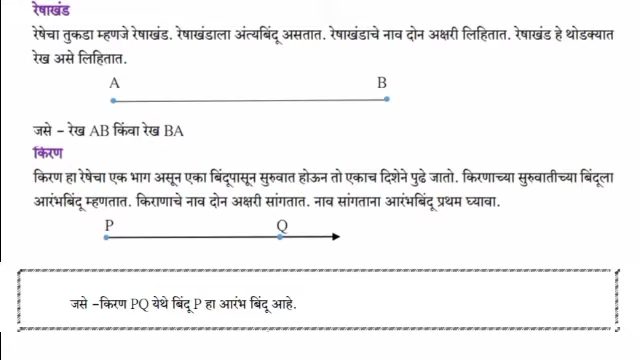 रेषाखंड
रेषेचा तुकडा म्हणजे रेषाखंड. रेषाखंडाला अंत्यबिंदू असतात. रेषाखंडाचे नाव दोन अक्षरी लिहितात. रेषाखंड हे थोडक्यात
रेख असे लिहितात.
A B
जसे – रेख AB किंवा रेख BA
किरण
किरण हा रेषेचा एक भाग असून एका बिंदूपासून सुरुवात होऊन तो एकाच दिशेने पुढे जातो. किरणाच्या सुरुवातीच्या बिंदूला
आरंभबिंदू म्हणतात. किराणाचे नाव दोन अक्षरी सांगतात. नाव सांगताना आरंभबिंदू प्रथम घ्यावा.
P Q
जसे –किरण PQ येथे बिंदू P हा आरंभ बिंदू आहे.